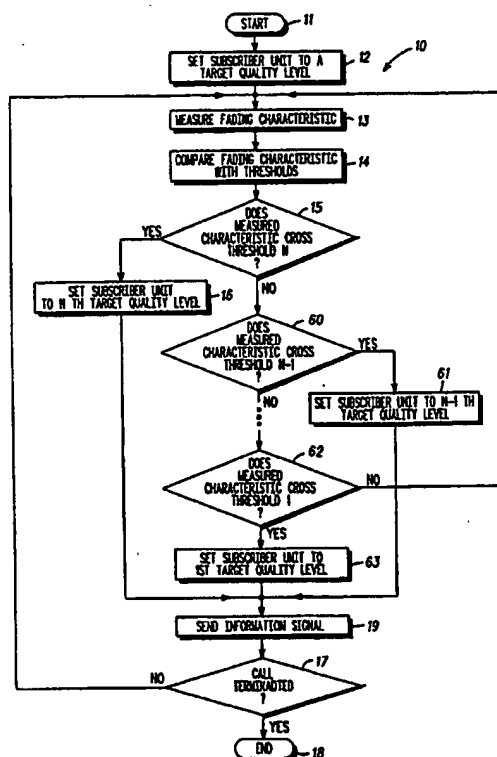 START
11
10
SET SUBSCRIBER UNIT TO A
TARGET QUALITY LEVEL
12
MEASURE FADING CHARACTERISTIC
13
COMPARE FADING CHARACTERISTIC
WITH THRESHOLDS
14
15
DOES
MEASURED
CHARACTERISTIC CROSS
THRESHOLD N
?
YES
NO
SET SUBSCRIBER UNIT
TO N TH TARGET QUALITY LEVEL
16
60
DOES
MEASURED
CHARACTERISTIC CROSS
THRESHOLD N-1
?
YES
NO
61
SET SUBSCRIBER UNIT TO N-1 TH
TARGET QUALITY LEVEL
62
DOES
MEASURED
CHARACTERISTIC CROSS
THRESHOLD 1
?
NO
YES
SET SUBSCRIBER UNIT TO
1ST TARGET QUALITY LEVEL
63
SEND INFORMATION SIGNAL
19
17
CALL
TERMINADTED
?
NO
YES
END
18